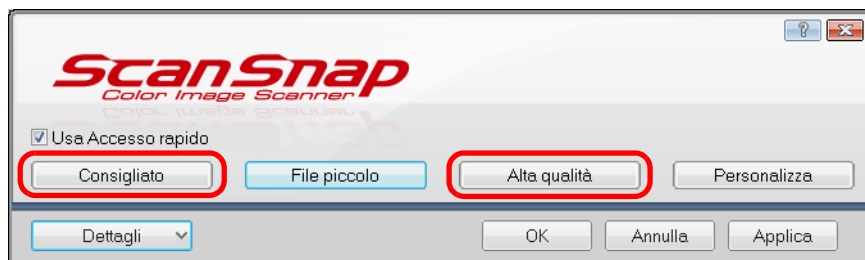 ScanSnap
Color Image Scanner
Usa Accesso rapido
Consigliato File piccolo Alta qualità Personalizza
Dettagli OK Annulla Applica